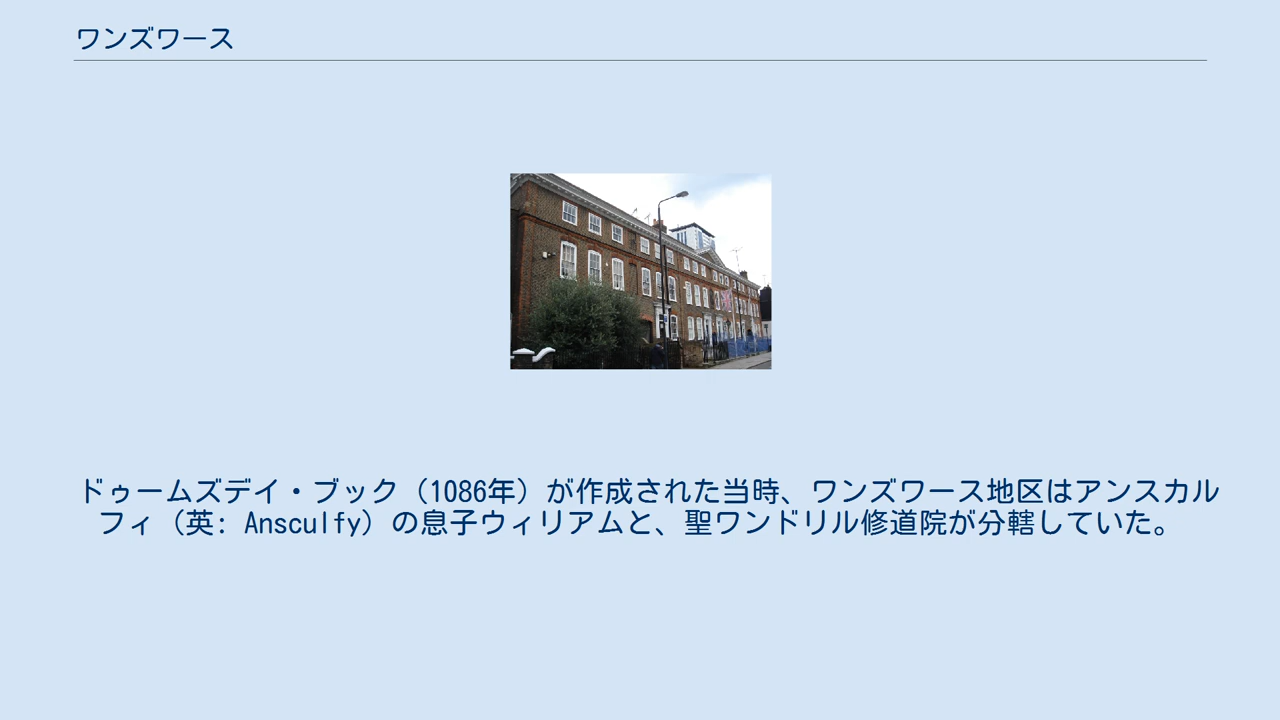 ワンズワース
ドゥームズデイ・ブック（1086年）が作成された当時、ワンズワース地区はアンスカル
フィ（英: Ansculfy）の息子ウィリアムと、聖ワンドリル修道院が分轄していた。